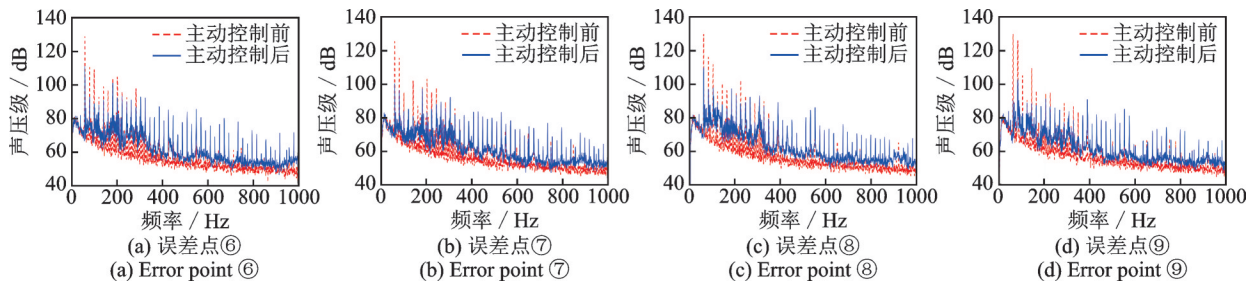 140
120
100
80
60
40
声压级 / dB
主动控制前
主动控制后
0 200 400 600 800 1000
频率 / Hz
(a) 误差点⑥
(a) Error point ⑥
140
120
100
80
60
40
声压级 / dB
主动控制前
主动控制后
0 200 400 600 800 1000
频率 / Hz
(b) 误差点⑦
(b) Error point ⑦
140
120
100
80
60
40
声压级 / dB
主动控制前
主动控制后
0 200 400 600 800 1000
频率 / Hz
(c) 误差点⑧
(c) Error point ⑧
140
120
100
80
60
40
声压级 / dB
主动控制前
主动控制后
0 200 400 600 800 1000
频率 / Hz
(d) 误差点⑨
(d) Error point ⑨